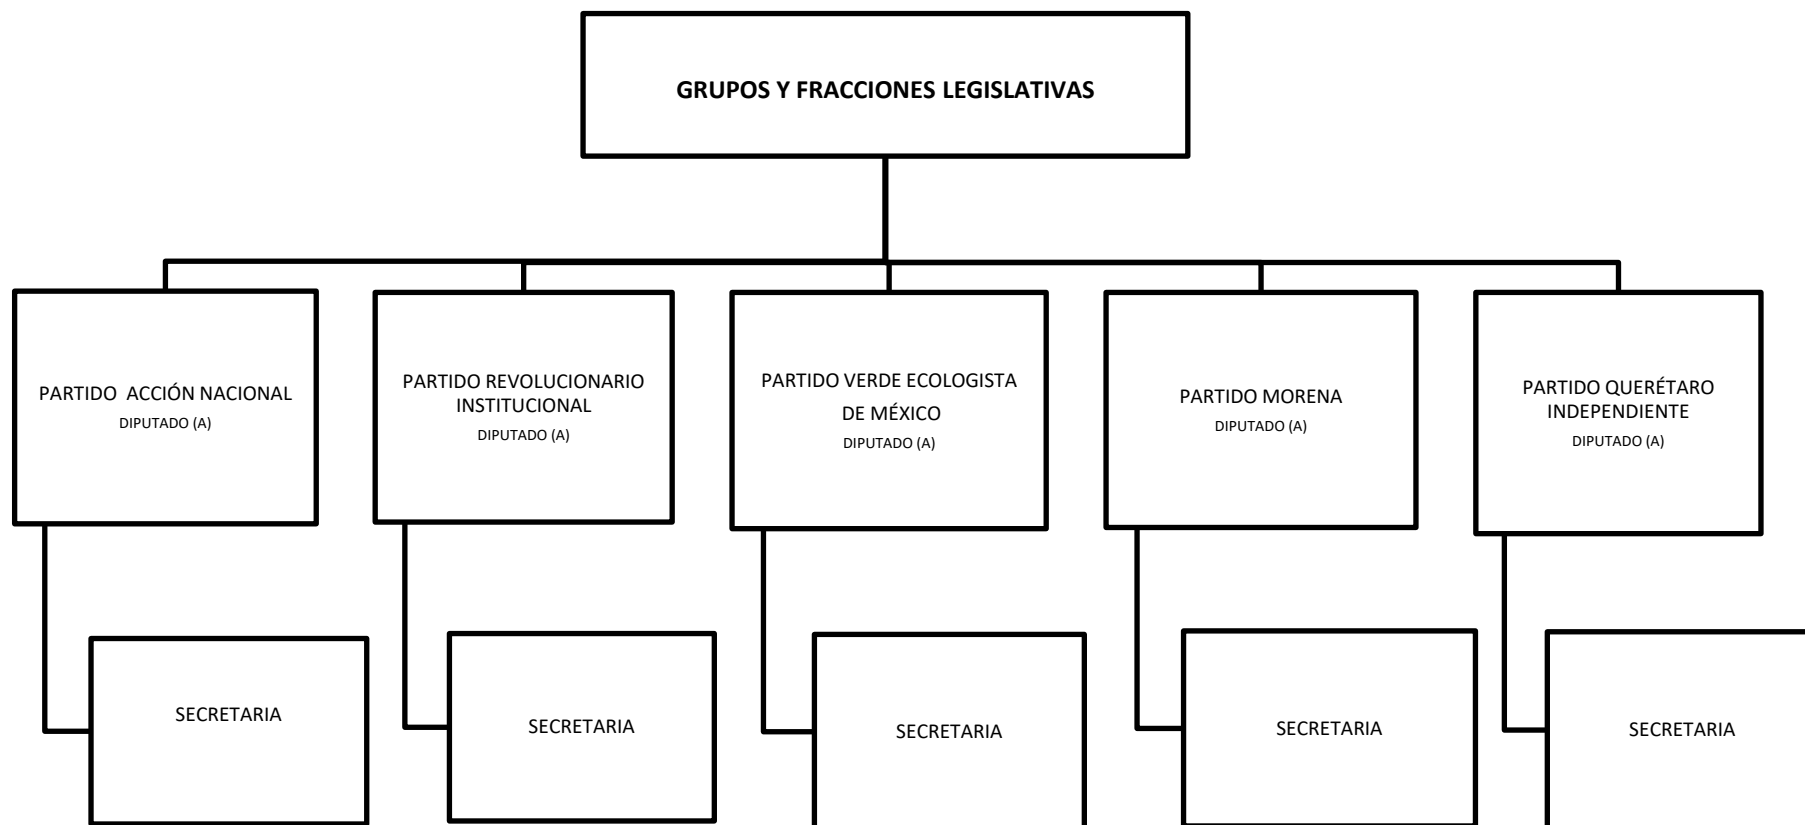 GRUPOS Y FRACCIONES LEGISLATIVAS
PARTIDO ACCIÓN NACIONAL
DIPUTADO (A)
PARTIDO REVOLUCIONARIO
INSTITUCIONAL
DIPUTADO (A)
PARTIDO VERDE ECOLOGISTA
DE MÉXICO
DIPUTADO (A)
PARTIDO MORENA
DIPUTADO (A)
PARTIDO QUERÉTARO
INDEPENDIENTE
DIPUTADO (A)
SECRETARIA
SECRETARIA
SECRETARIA
SECRETARIA
SECRETARIA